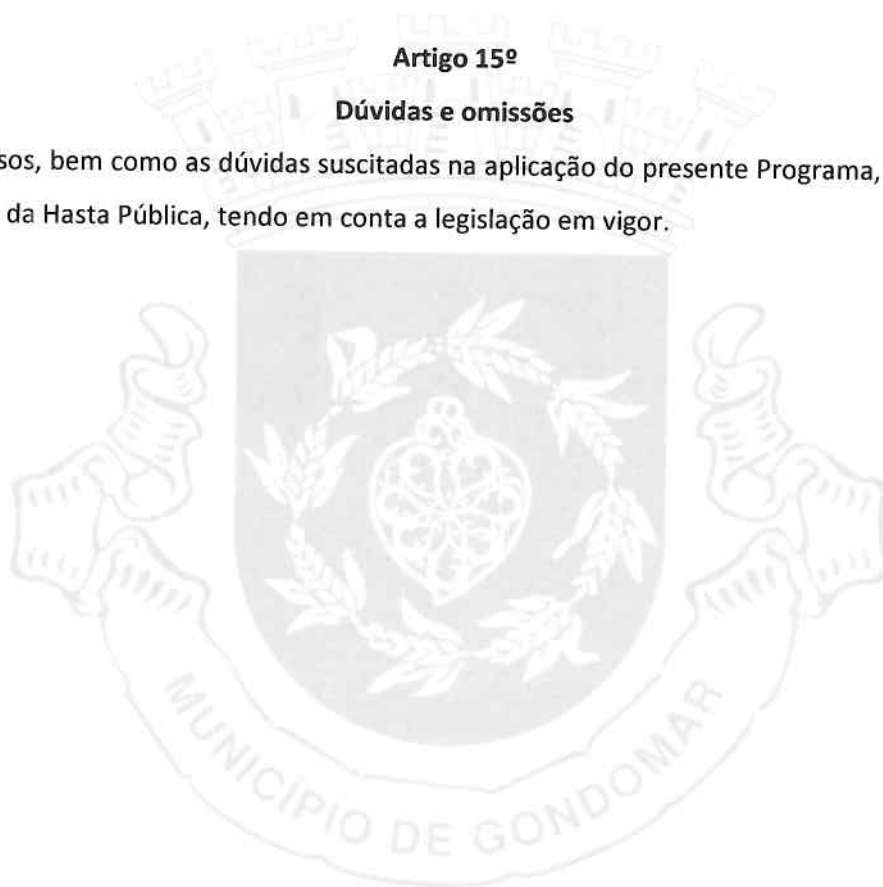 Artigo 15º
Dúvidas e omissões
sos, bem como as dúvidas suscitadas na aplicação do presente Programa,
da Hasta Pública, tendo em conta a legislação em vigor.
MUNICÍPIO DE GONDOMAR